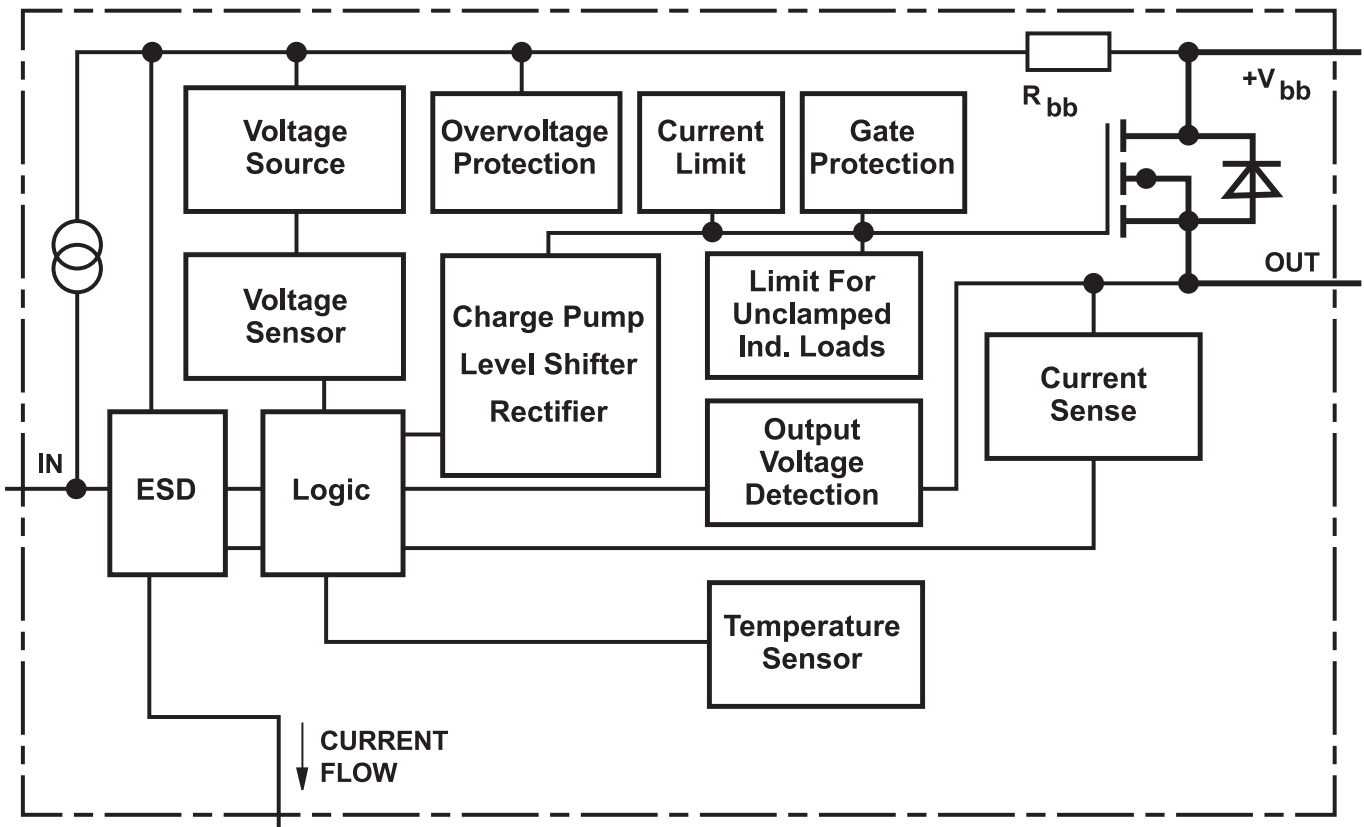 +V bb
R bb
Voltage
Source
Overvoltage
Protection
Current
Limit
Gate
Protection
OUT
Voltage
Sensor
Charge Pump
Level Shifter
Rectifier
Limit For
Unclamped
Ind. Loads
Current
Sense
IN
ESD
Logic
Output
Voltage
Detection
Temperature
Sensor
CURRENT
FLOW